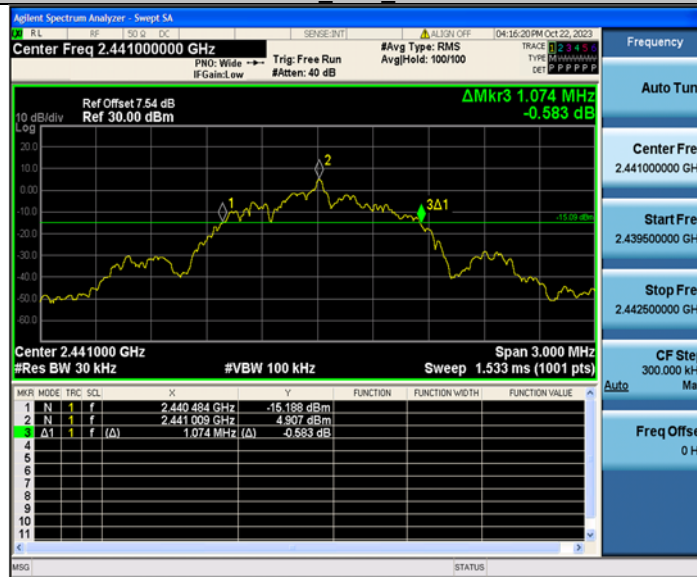 Agilent Spectrum Analyzer - Swept SA
RL RF 50 Ω DC SENSE:INT ALIGN OFF 04:16:20 PM Oct 22, 2023
Center Freq 2.441000000 GHz
#Avg Type: RMS
TRACE 1 2 3 4 5 6
PNO: Wide Trig: Free Run Avg|Hold: 100/100
TYPE M
IFGain:Low #Atten: 40 dB
DET P P P P P P
Frequency
Auto Tun
Ref Offset 7.54 dB
ΔMkr3 1.074 MHz
10 dB/div Ref 30.00 dBm
-0.583 dB
Log
20.0
10.0
0.00
-10.0
-20.0
-30.0
-40.0
-50.0
-60.0
1
2
3Δ1
-15.09 dBm
Center Fre
2.441000000 GH
Start Fre
2.439500000 GH
Stop Fre
2.442500000 GH
Center 2.441000 GHz Span 3.000 MHz
#Res BW 30 kHz #VBW 100 kHz Sweep 1.533 ms (1001 pts)
CF Ste
300.000 kH
Auto Ma
Freq Offse
0 H
MKR MODE TRC SCL X Y FUNCTION FUNCTION WIDTH FUNCTION VALUE
1 N 1 f 2.440 484 GHz -15.188 dBm
2 N 1 f 2.441 009 GHz 4.907 dBm
3 Δ1 1 f (Δ) 1.074 MHz (Δ) -0.583 dB
4
5
6
7
8
9
10
11
MSG STATUS